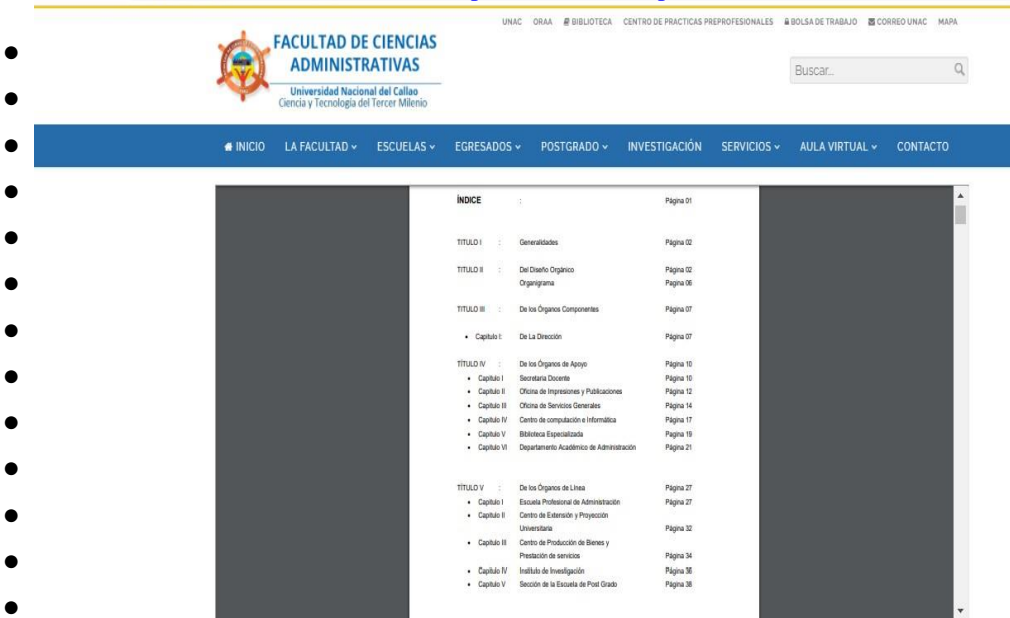 UNAC ORAA BIBLIOTECA CENTRO DE PRACTICAS PREPROFESIONALES BOLSA DE TRABAJO CORREO UNAC MAPA
FACULTAD DE CIENCIAS
ADMINISTRATIVAS
Universidad Nacional del Callao
Ciencia y Tecnología del Tercer Milenio
Buscar...
INICIO LA FACULTAD ESCUELAS EGRESADOS POSTGRADO INVESTIGACIÓN SERVICIOS AULA VIRTUAL CONTACTO
ÍNDICE : Página 01
TITULO I : Generalidades Página 02
TITULO II : Del Diseño Orgánico Página 02
Organigrama Pagina 06
TITULO III : De los Órganos Componentes Página 07
• Capitulo I: De La Dirección Página 07
TÍTULO IV : De los Órganos de Apoyo Página 10
• Capitulo I Secretaria Docente Página 10
• Capitulo II Oficina de Impresiones y Publicaciones Página 12
• Capitulo III Oficina de Servicios Generales Página 14
• Capitulo IV Centro de computación e Informática Página 17
• Capitulo V Biblioteca Especializada Pagina 19
• Capitulo VI Departamento Académico de Administración Página 21
TÍTULO V : De los Órganos de Línea Página 27
• Capitulo I Escuela Profesional de Administración Página 27
• Capitulo II Centro de Extensión y Proyección
Universitaria Página 32
• Capitulo III Centro de Producción de Bienes y
Prestación de servicios Página 34
• Capitulo IV Instituto de Investigación Página 36
• Capitulo V Sección de la Escuela de Post Grado Página 38